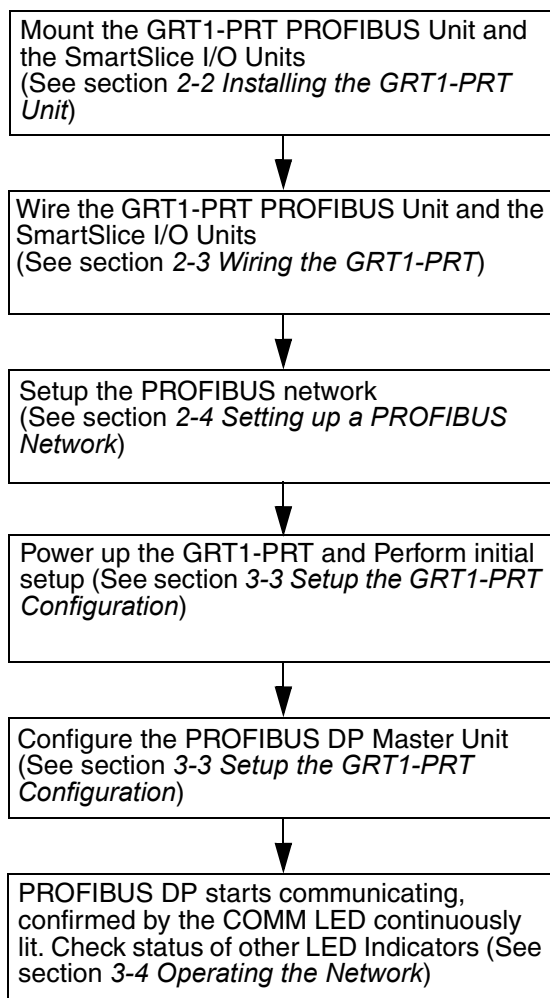 Mount the GRT1-PRT PROFIBUS Unit and
the SmartSlice I/O Units
(See section 2-2 Installing the GRT1-PRT
Unit)
Wire the GRT1-PRT PROFIBUS Unit and the
SmartSlice I/O Units
(See section 2-3 Wiring the GRT1-PRT)
Setup the PROFIBUS network
(See section 2-4 Setting up a PROFIBUS
Network)
Power up the GRT1-PRT and Perform initial
setup (See section 3-3 Setup the GRT1-PRT
Configuration)
Configure the PROFIBUS DP Master Unit
(See section 3-3 Setup the GRT1-PRT
Configuration)
PROFIBUS DP starts communicating,
confirmed by the COMM LED continuously
lit. Check status of other LED Indicators (See
section 3-4 Operating the Network)